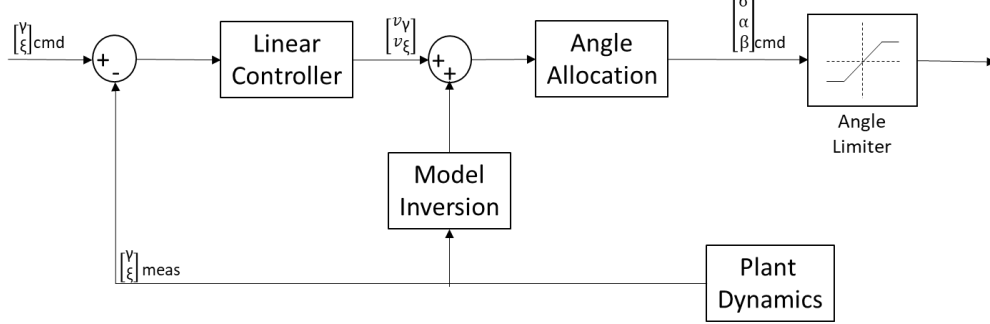 [γ ξ] cmd
+
-
Linear
Controller
[νγ νξ]
+
+
Angle
Allocation
[σ α β] cmd
Angle
Limiter
Model
Inversion
[γ ξ] meas
Plant
Dynamics